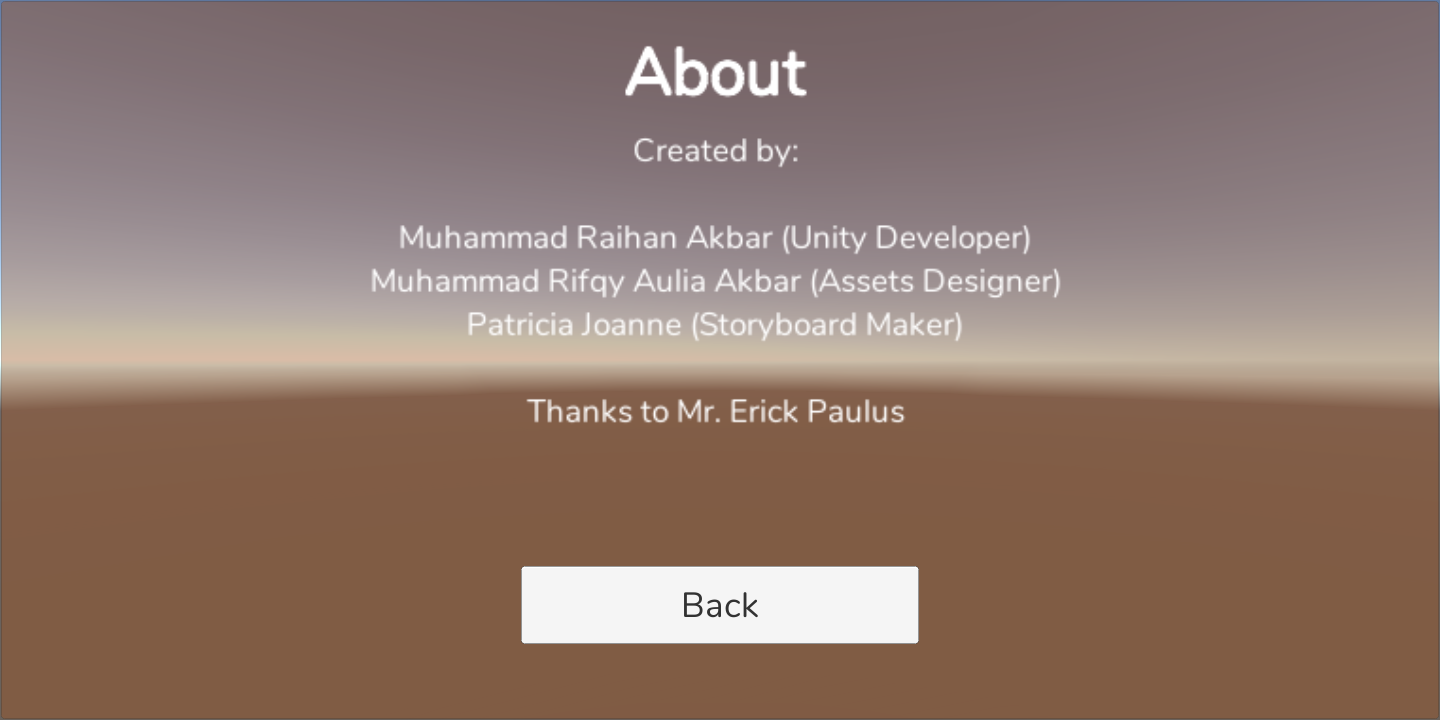 About
Created by:
Muhammad Raihan Akbar (Unity Developer)
Muhammad Rifqy Aulia Akbar (Assets Designer)
Patricia Joanne (Storyboard Maker)
Thanks to Mr. Erick Paulus
Back